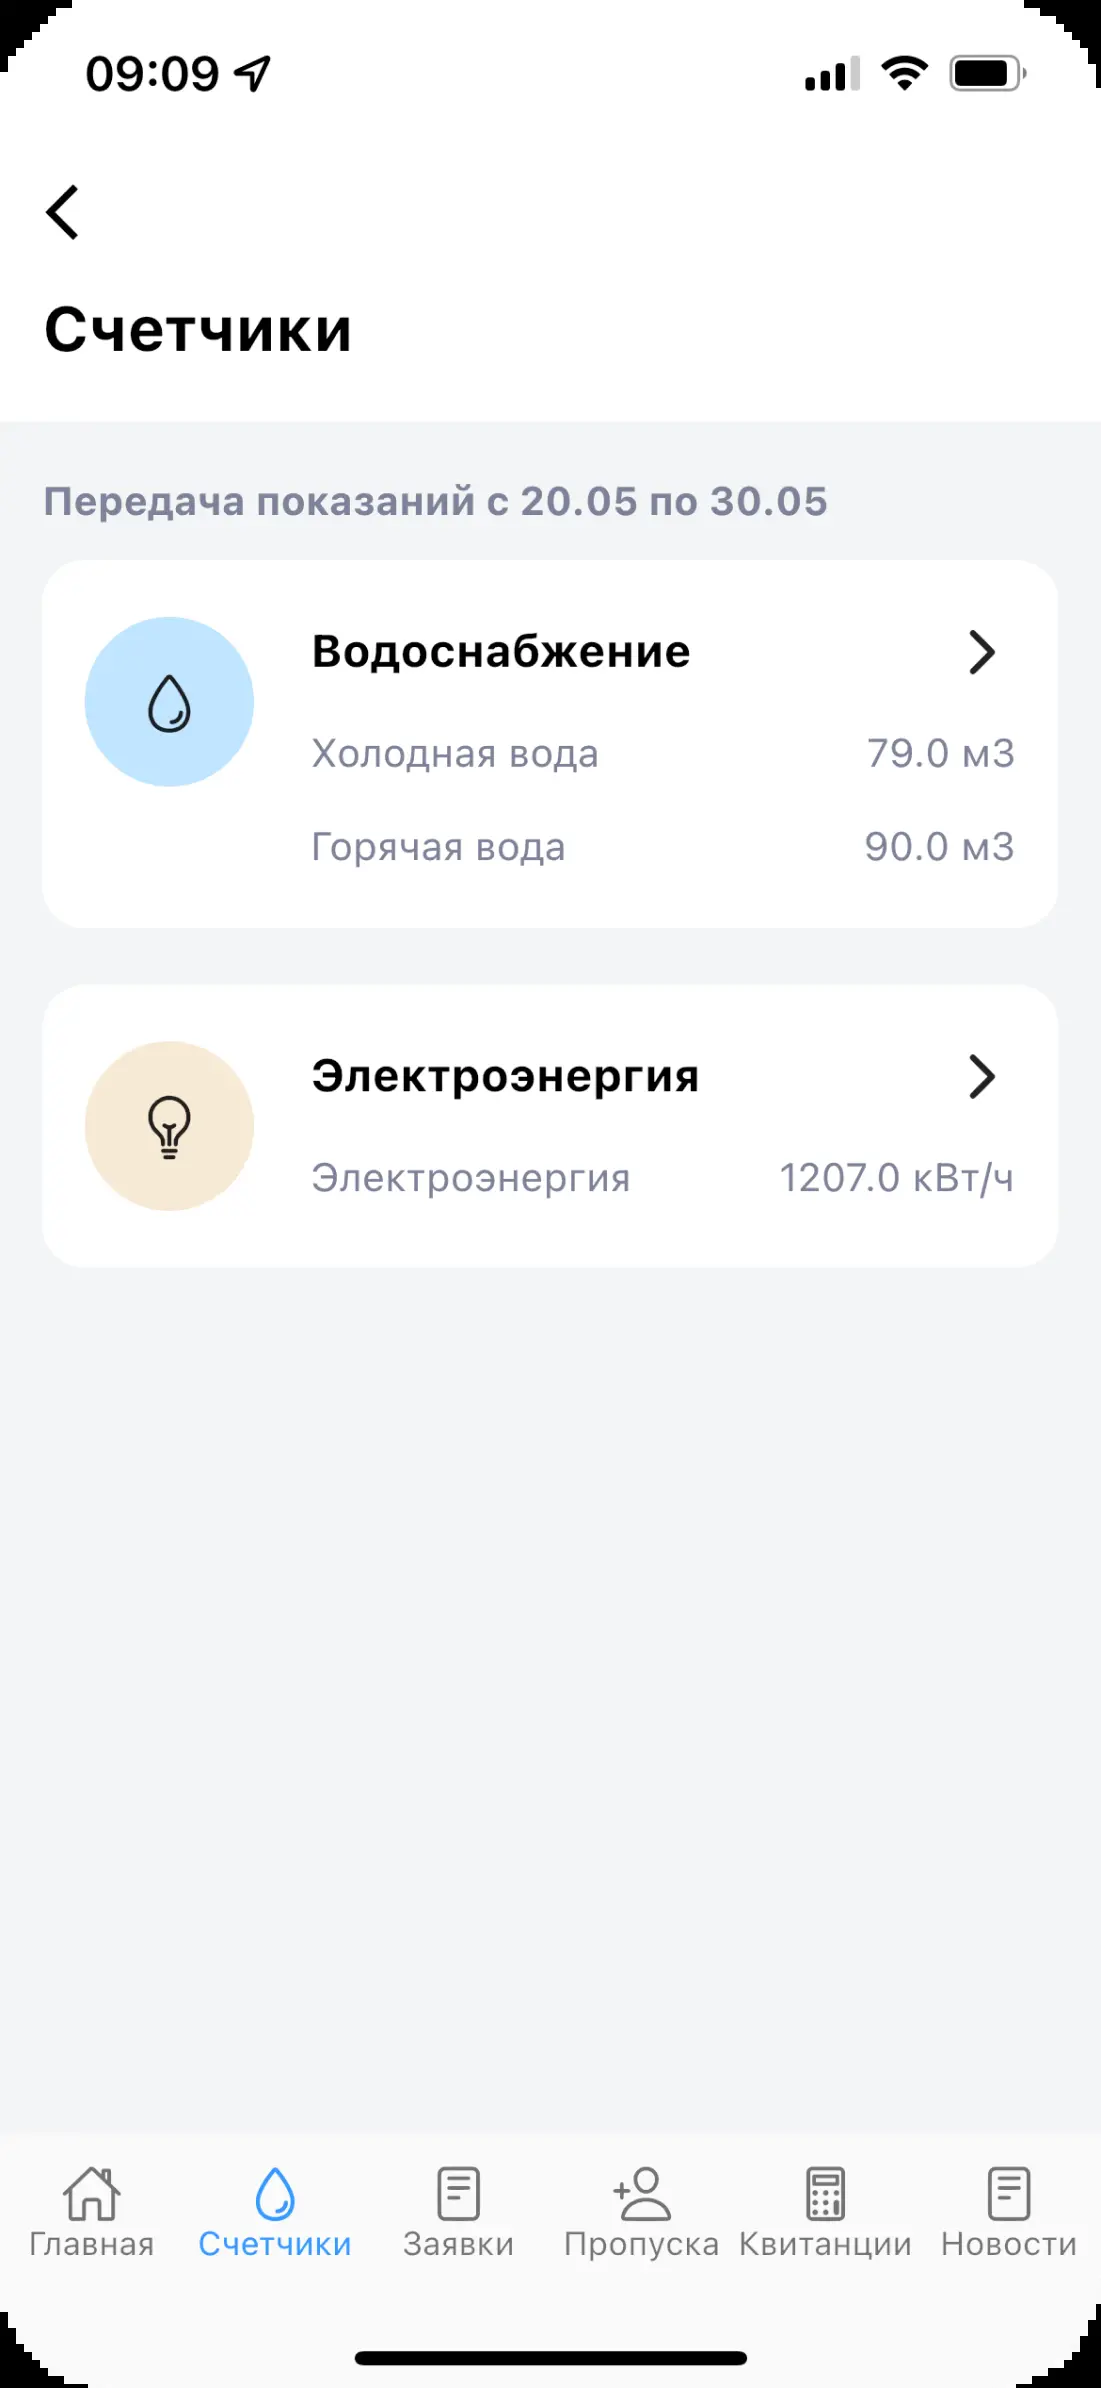 09:09
Счетчики
Передача показаний с 20.05 по 30.05
Водоснабжение
Холодная вода 79.0 м3
Горячая вода 90.0 м3
Электроэнергия
Электроэнергия 1207.0 кВт/ч
Главная Счетчики Заявки Пропуска Квитанции Новости